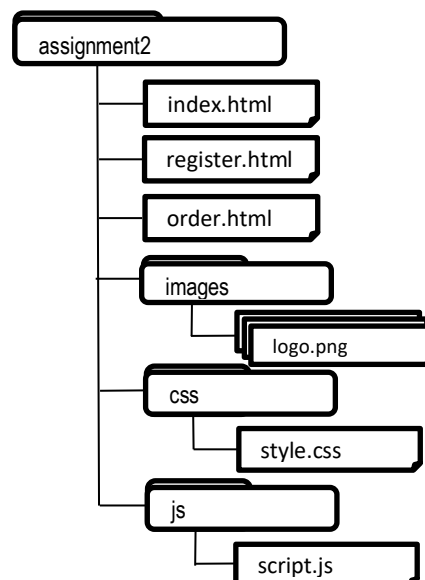 assignment2
index.html
register.html
order.html
images
logo.png
css
style.css
js
script.js